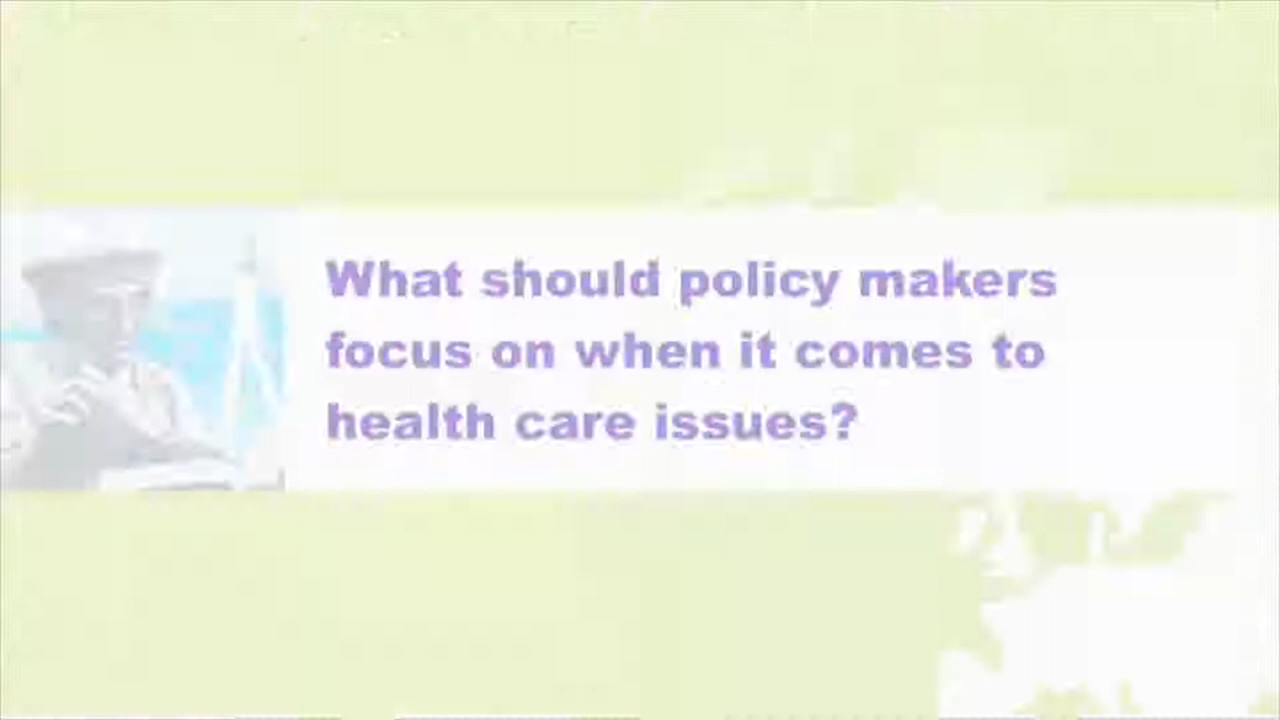 What should policy makers
focus on when it comes to
health care issues?